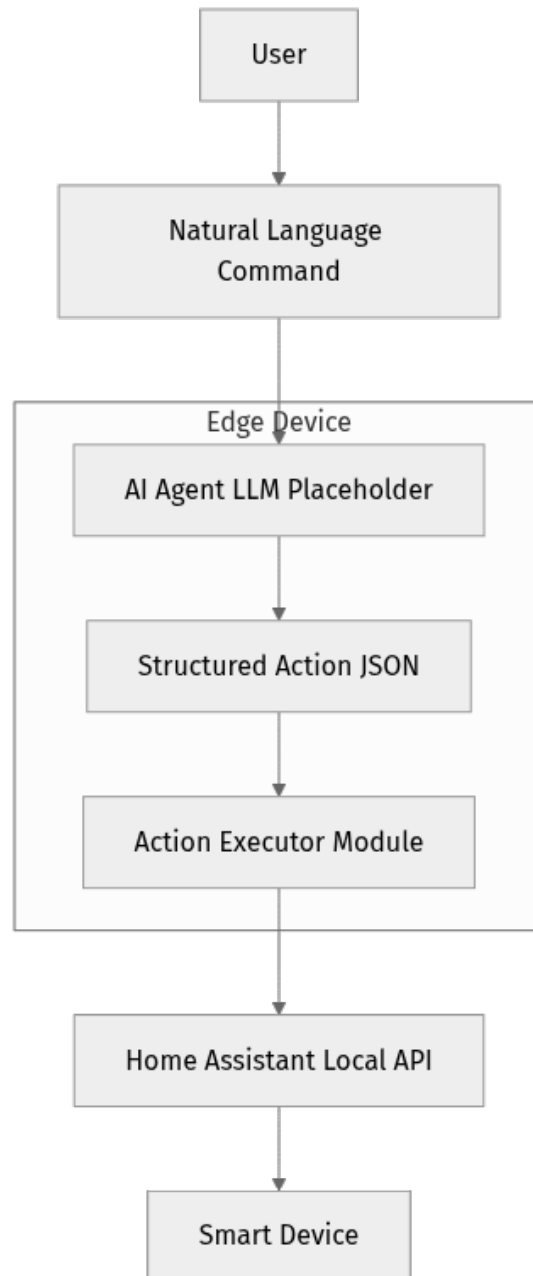 User
Natural Language
Command
Edge Device
AI Agent LLM Placeholder
Structured Action JSON
Action Executor Module
Home Assistant Local API
Smart Device